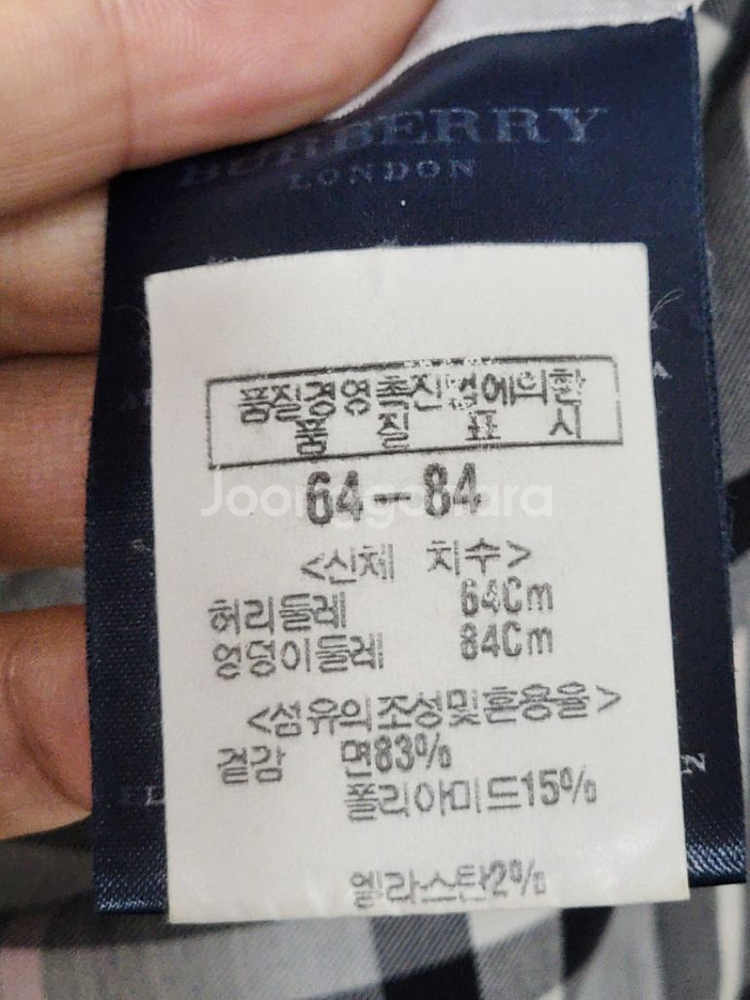 BURBERRY
LONDON
품질경영촉진법에의한
품 질 표 시
64-84
Joonggonara
<신체 치수>
허리둘레 64Cm
엉덩이둘레 84Cm
<섬유의조성및혼용율>
겉감 면83%
폴리아미드15%
엘라스탄2%